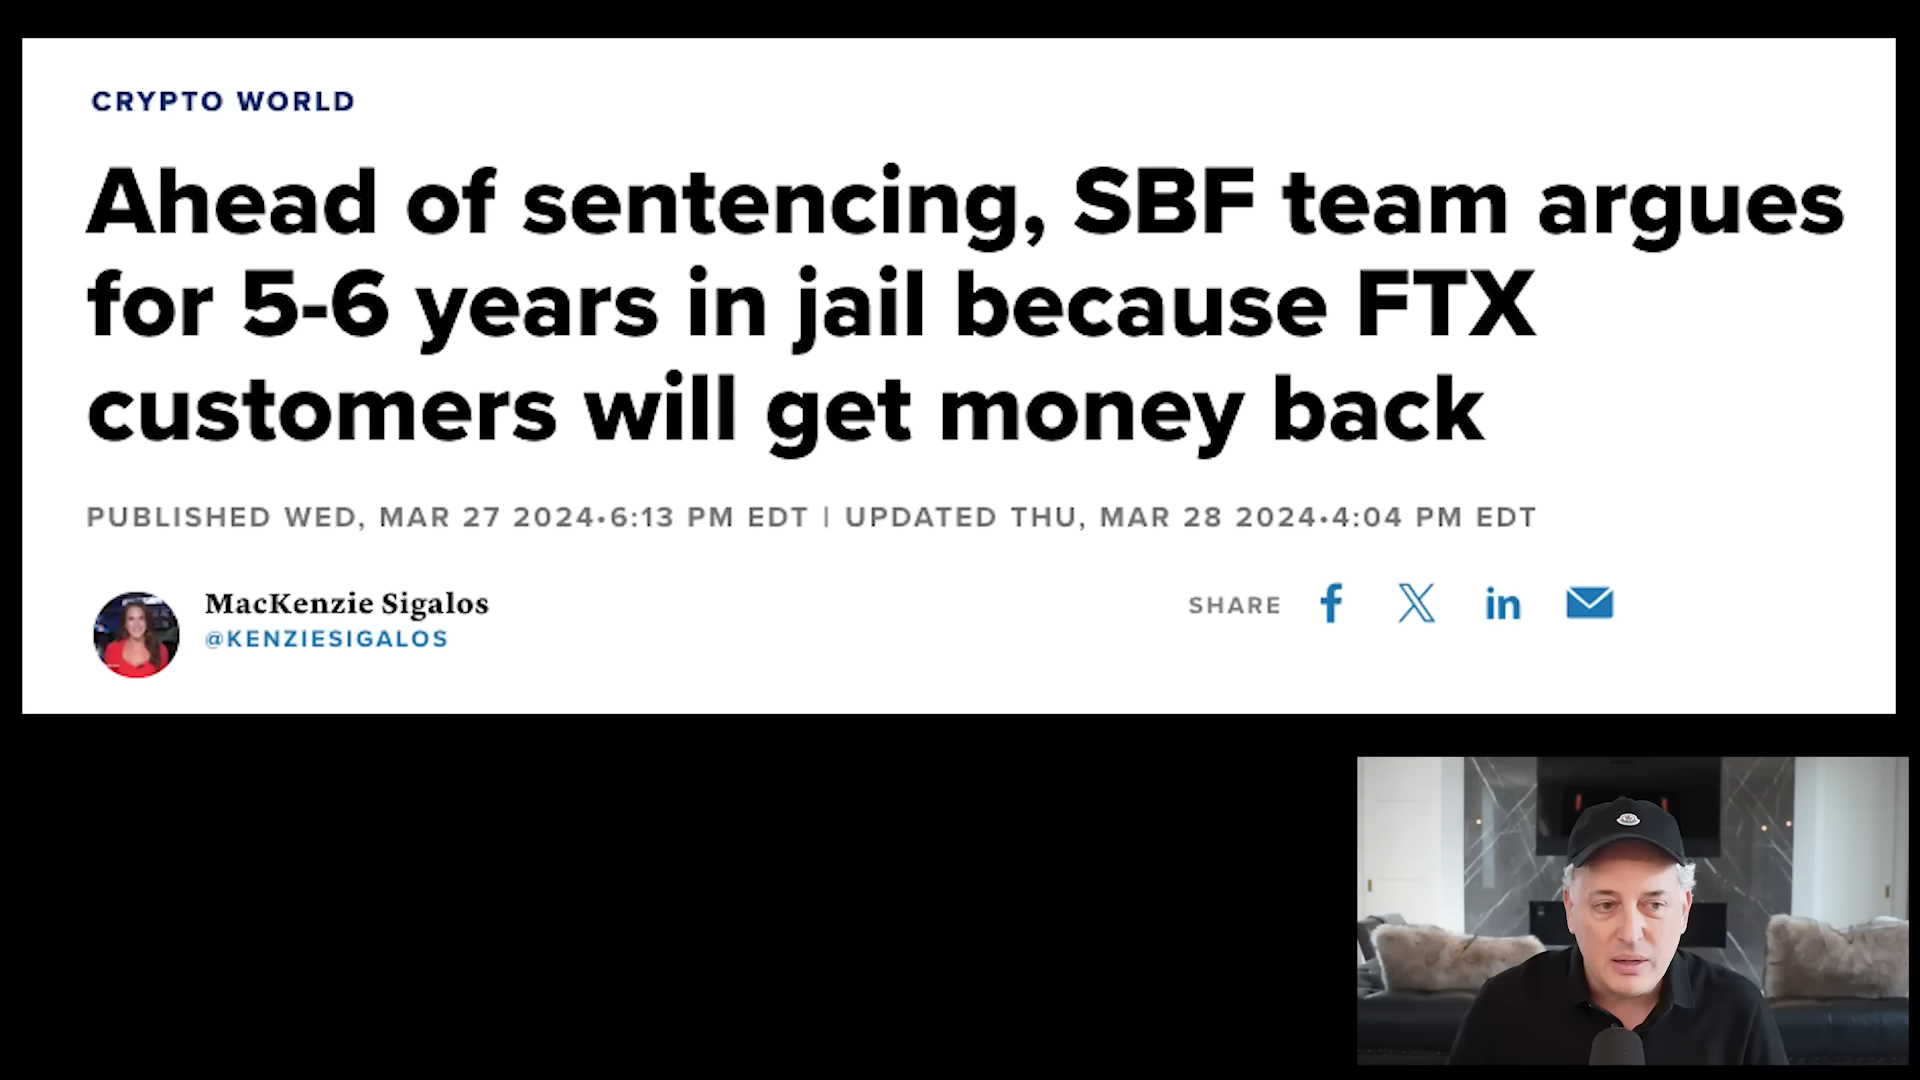 CRYPTO WORLD
Ahead of sentencing, SBF team argues
for 5-6 years in jail because FTX
customers will get money back
PUBLISHED WED, MAR 27 2024•6:13 PM EDT | UPDATED THU, MAR 28 2024•4:04 PM EDT
MacKenzie Sigalos
@KENZIESIGALOS
SHARE